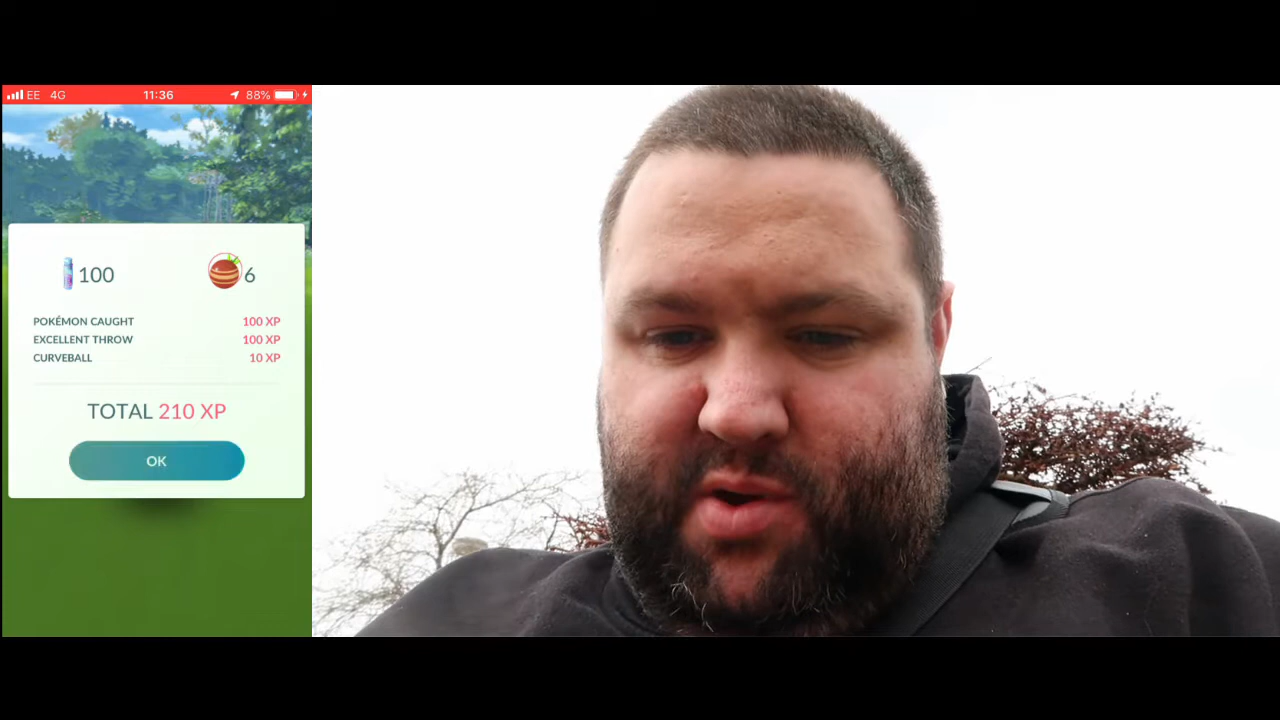 EE 4G 11:36 88%
100 6
POKÉMON CAUGHT 100 XP
EXCELLENT THROW 100 XP
CURVEBALL 10 XP
TOTAL 210 XP
OK